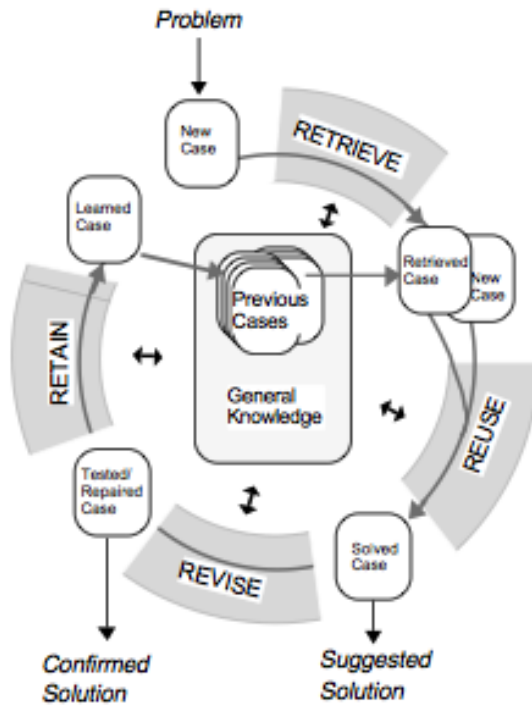 Problem
New
Case
RETRIEVE
Learned
Case
Retrieved
Case
New
Case
Previous
Cases
General
Knowledge
RETAIN
REUSE
Tested/
Repaired
Case
REVISE
Solved
Case
Confirmed
Solution
Suggested
Solution